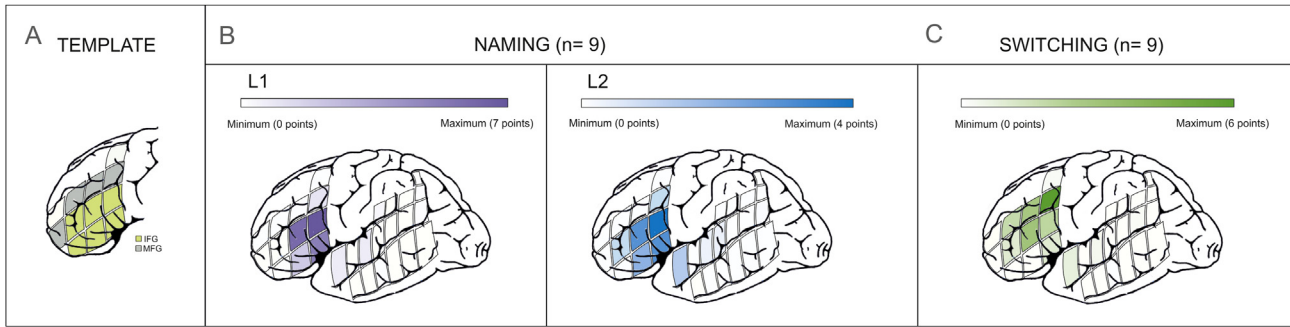 A
TEMPLATE
IFG
MFG
B
NAMING (n= 9)
L1
Minimum (0 points)
Maximum (7 points)
L2
Minimum (0 points)
Maximum (4 points)
C
SWITCHING (n= 9)
Minimum (0 points)
Maximum (6 points)